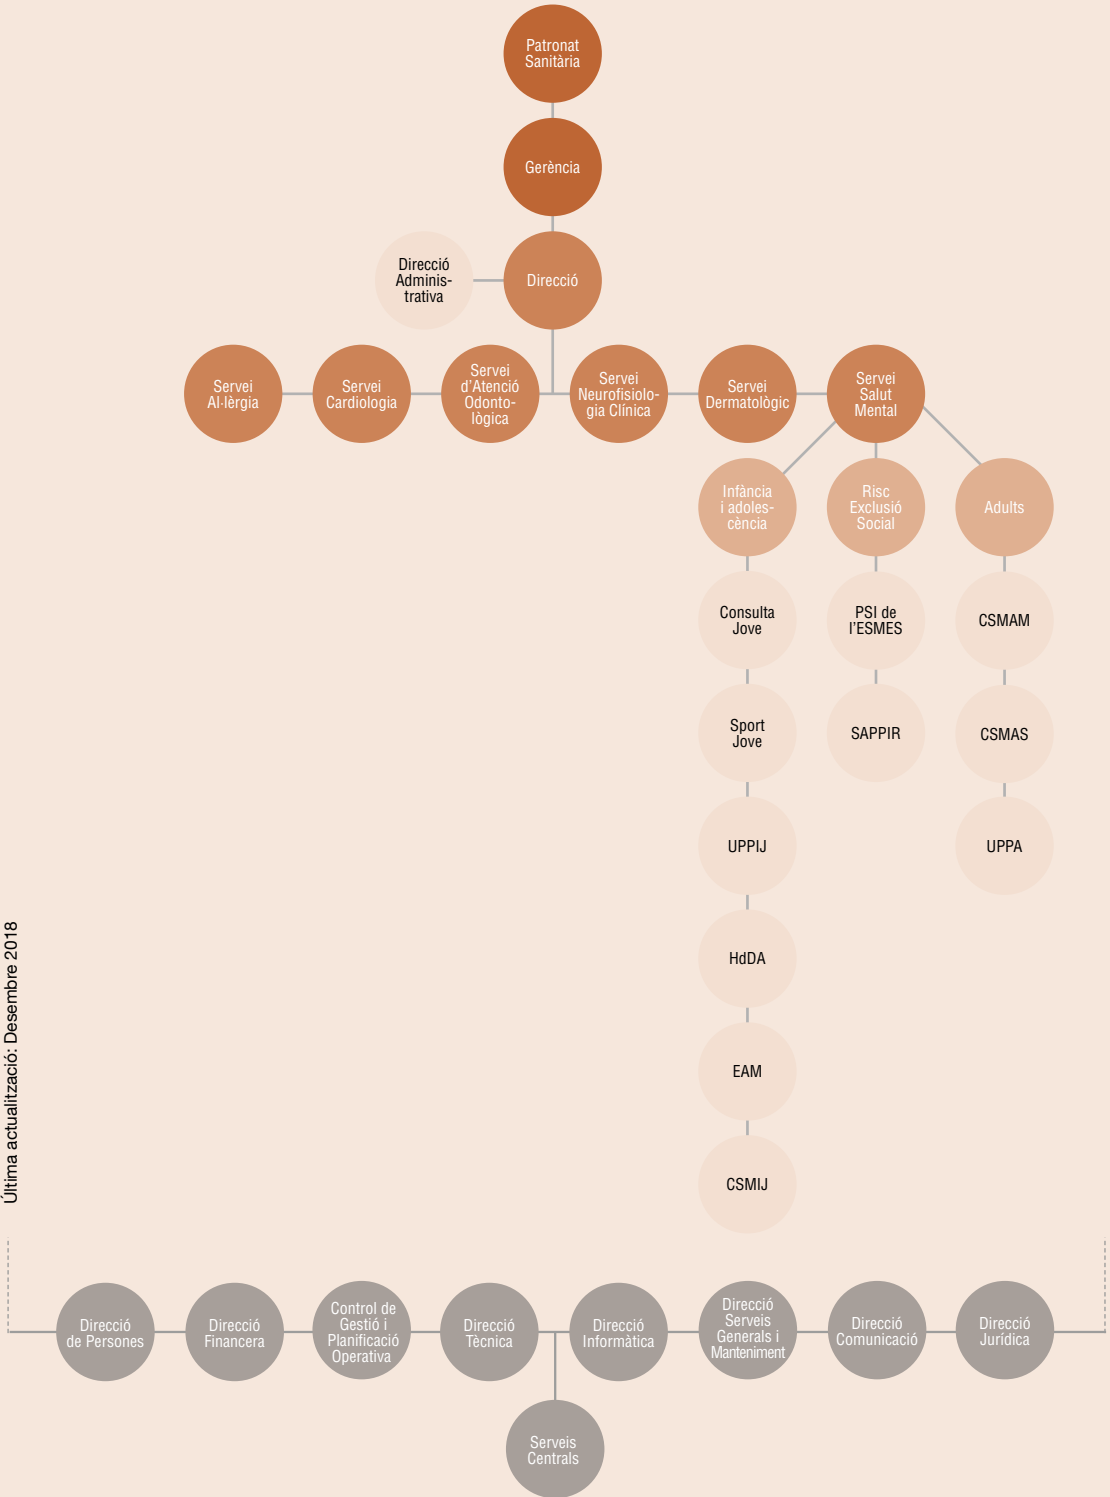 Patronat
Sanitària
Gerència
Direcció
Adminis-
trativa
Direcció
Servei
Al·lèrgia
Servei
Cardiologia
Servei
d'Atenció
Odonto-
lògica
Servei
Neurofisiolo-
gia Clínica
Servei
Dermatològic
Servei
Salut
Mental
Infància
i adoles-
cència
Risc
Exclusió
Social
Adults
Consulta
Jove
PSI de
l'ESMES
CSMAM
Sport
Jove
SAPPIR
CSMAS
UPPIJ
UPPA
HdDA
EAM
CSMIJ
Última actualització: Desembre 2018
Direcció
de Persones
Direcció
Financera
Control de
Gestió i
Planificació
Operativa
Direcció
Tècnica
Direcció
Informàtica
Direcció
Serveis
Generals i
Manteniment
Direcció
Comunicació
Direcció
Jurídica
Serveis
Centrals